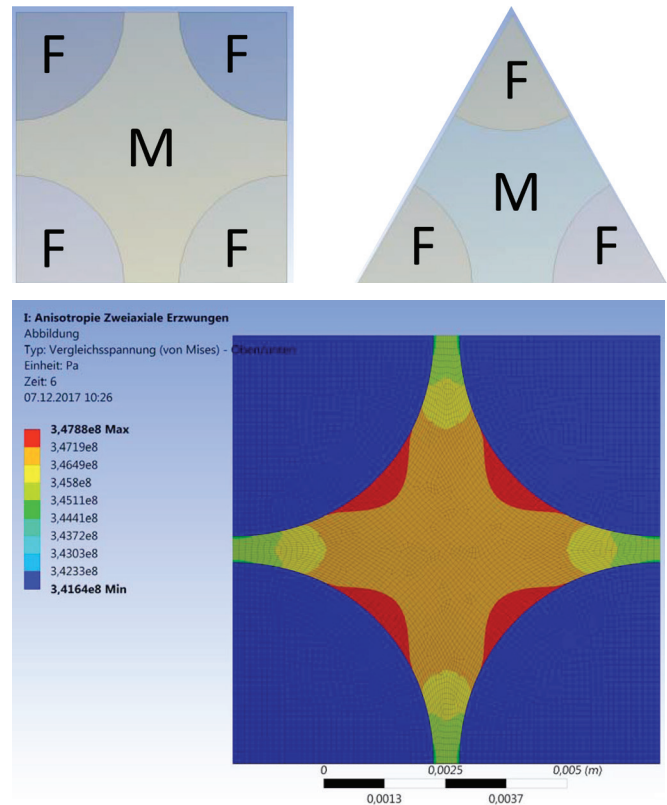 F F
M
F F
F
M
F F
I: Anisotropie Zweiaxiale Erzwungen
Abbildung
Typ: Vergleichsspannung (von Mises) - Oben/unten
Einheit: Pa
Zeit: 6
07.12.2017 10:26
3,4788e8 Max
3,4719e8
3,4649e8
3,458e8
3,4511e8
3,4441e8
3,4372e8
3,4303e8
3,4233e8
3,4164e8 Min
0 0,0025 0,005 (m)
0,0013 0,0037